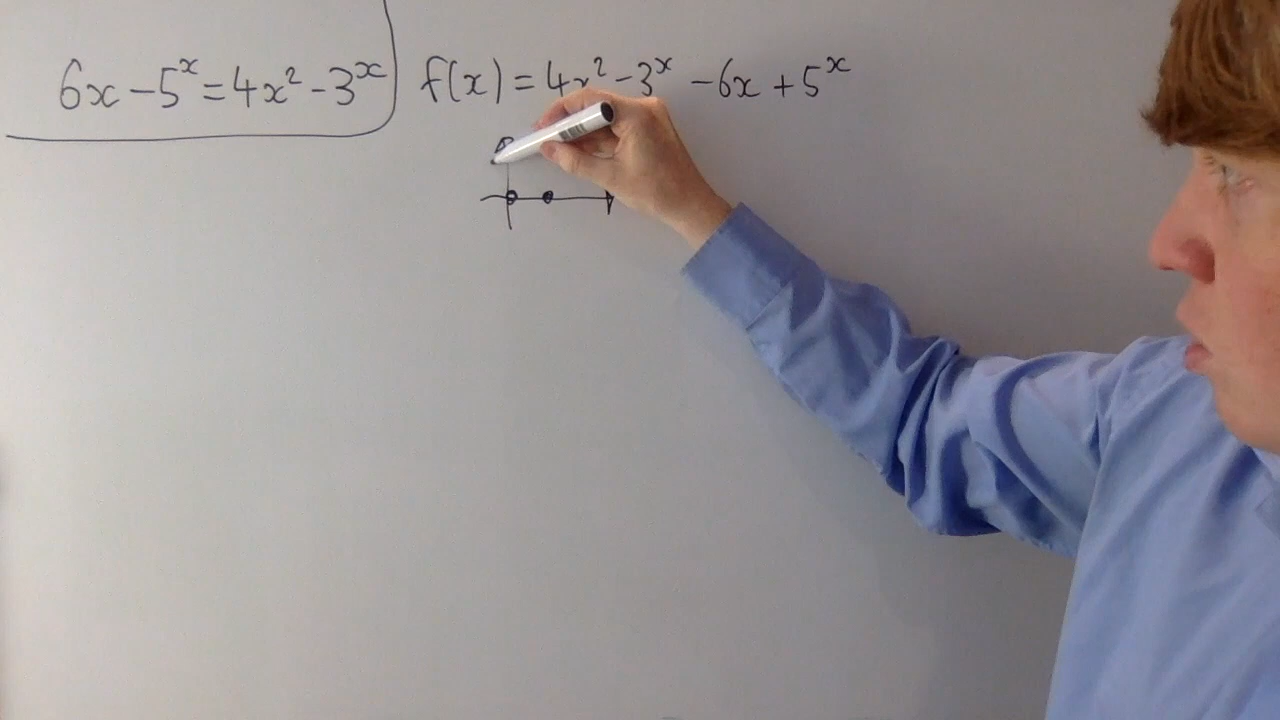 6x - 5^x = 4x^2 - 3^x
f(x) = 4x^2 - 3^x - 6x + 5^x